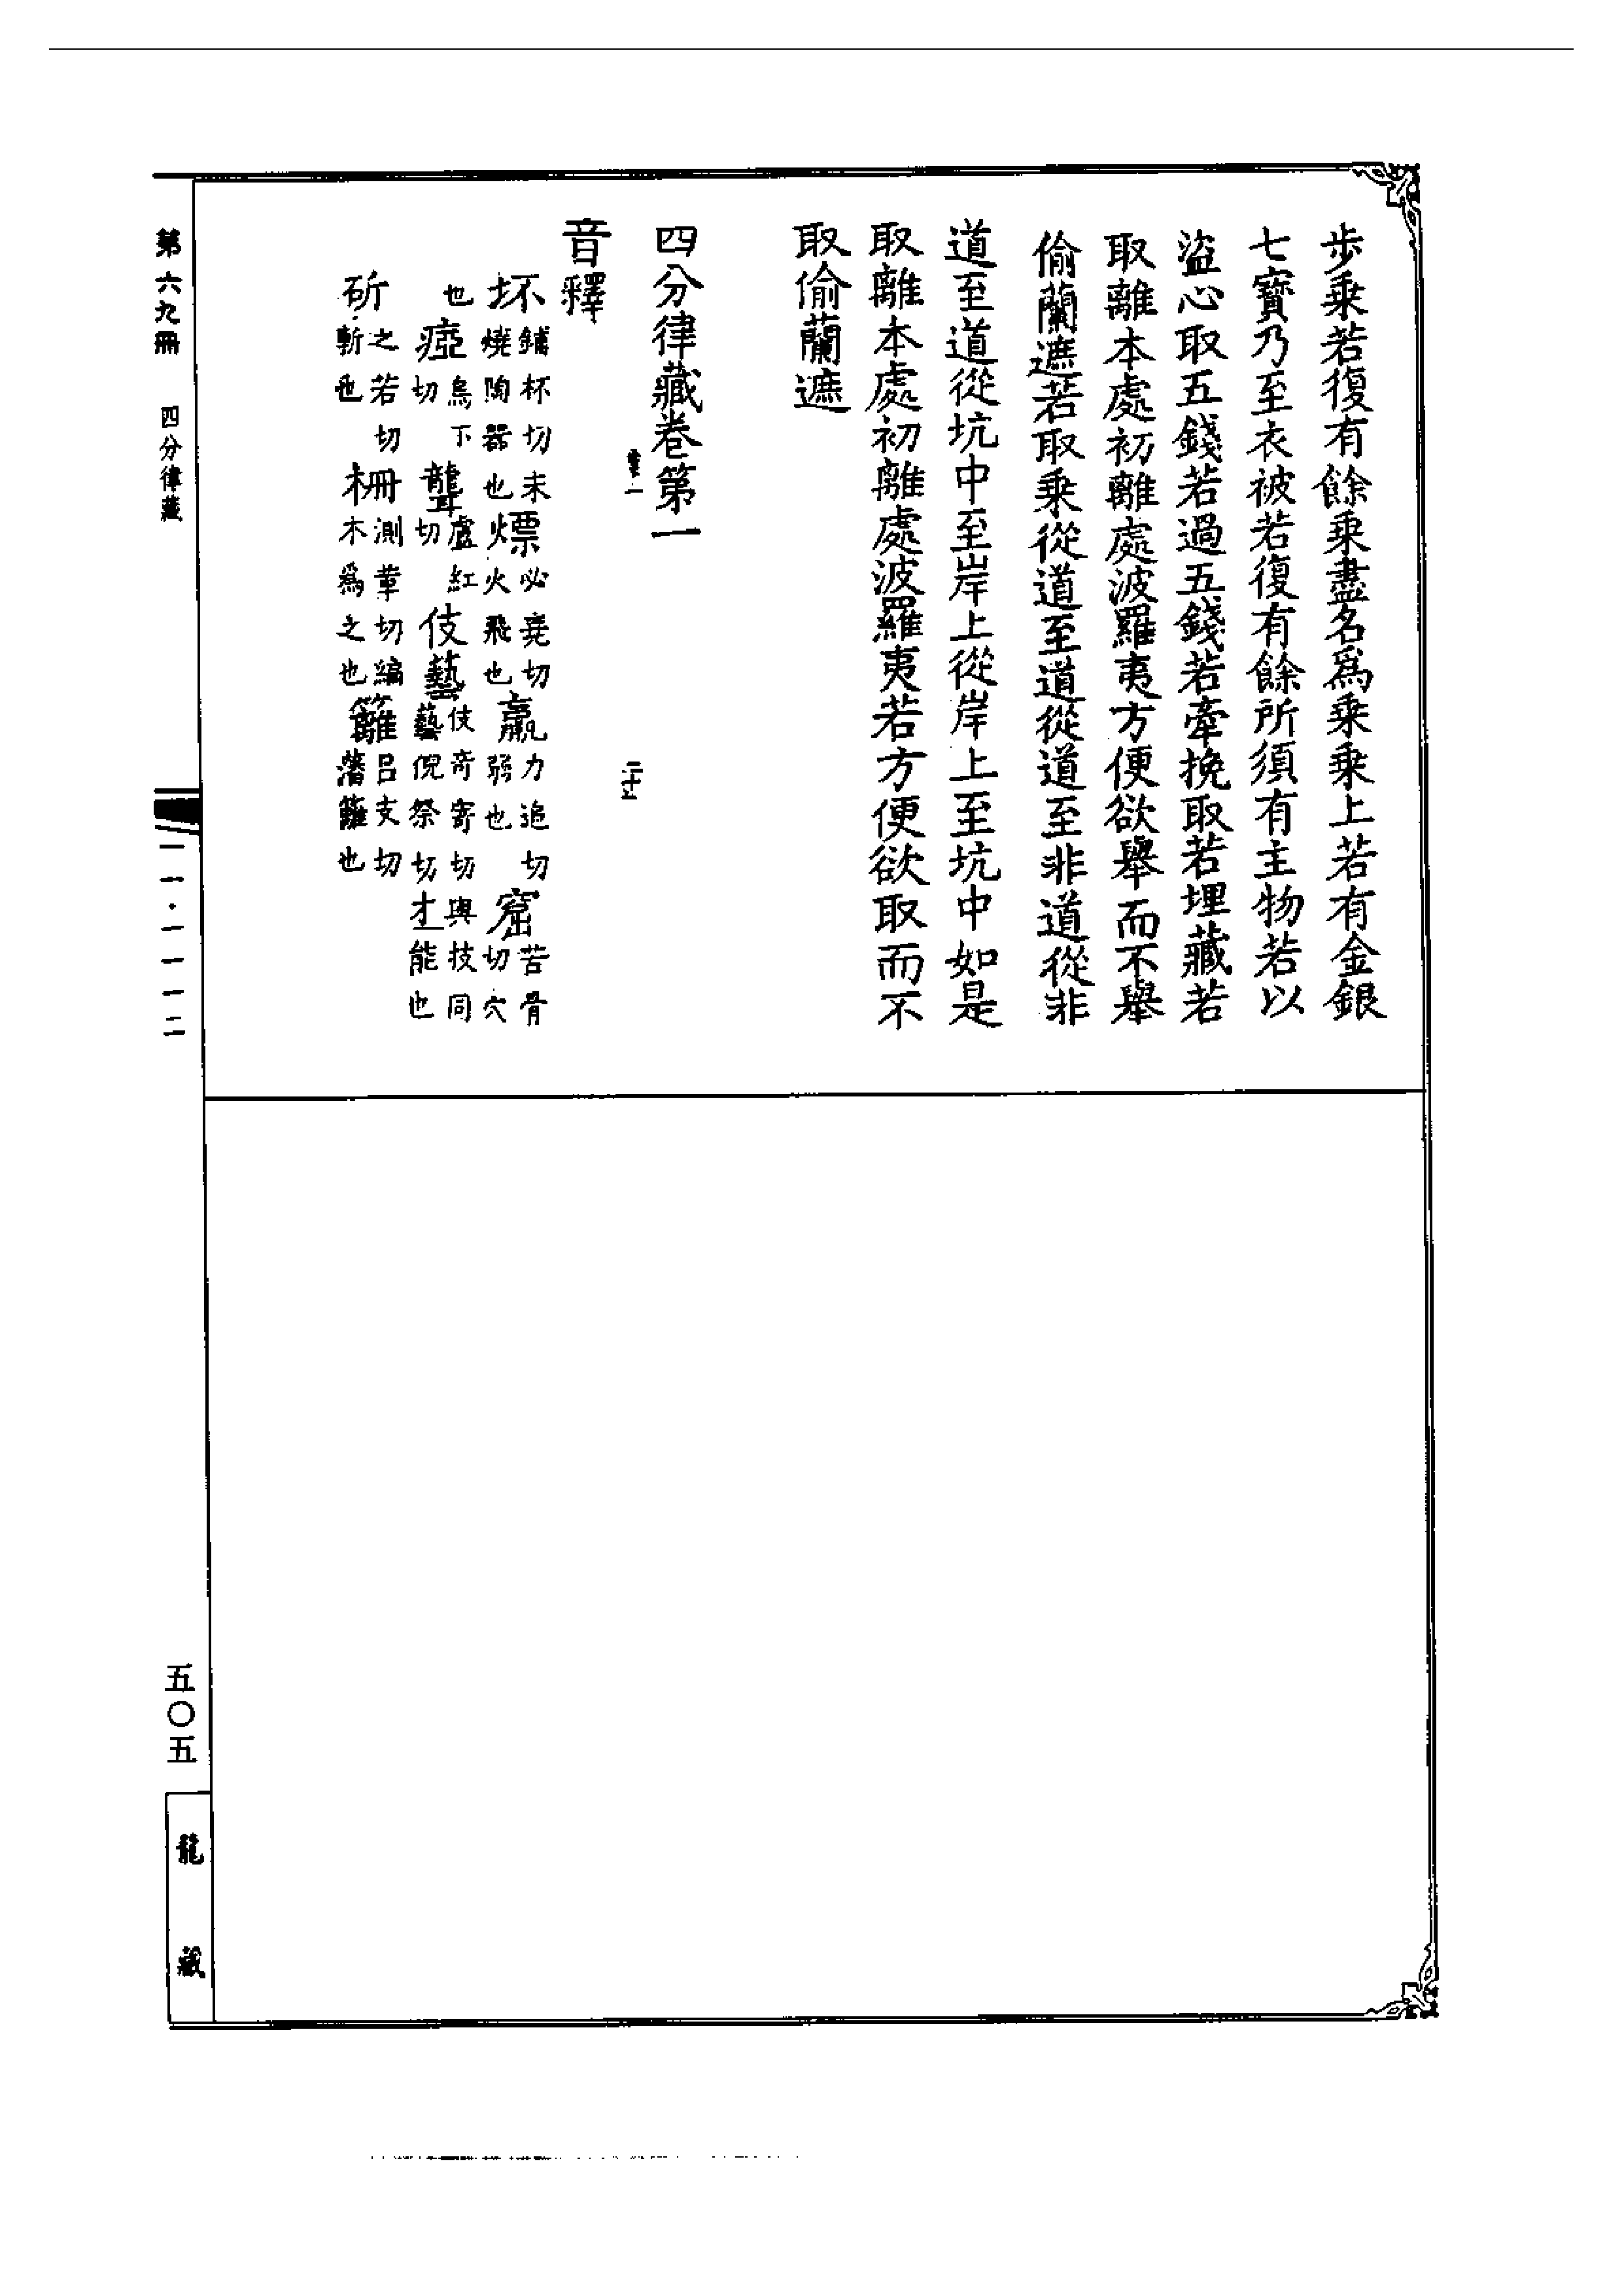 步乘若復有餘乘盡名爲乘乘上若有金銀
七寶乃至衣被若復有餘所須有主物若以
盜心取五錢若過五錢若牽挽取若埋藏若
取離本處初離處波羅夷方便欲舉而不舉
偷蘭遮若取乘從道至道從道至非道從非
道至道從坑中至岸上從岸上至坑中如是
取離本處初離處波羅夷若方便欲取而不
取偷蘭遮
四分律藏卷第一
二十五
音釋
坏鋪杯切未燒陶器也熛必堯切火飛也羸力追切弱也窟苦骨切穴
也瘂烏下切聾盧紅切伎藝伎奇寄切與技同藝倪祭切才能也
斫之若切斬也柵測革切編木爲之也籬呂支切藩籬也
第六九冊
四分律藏
一一·一一一二
五〇五
龍藏